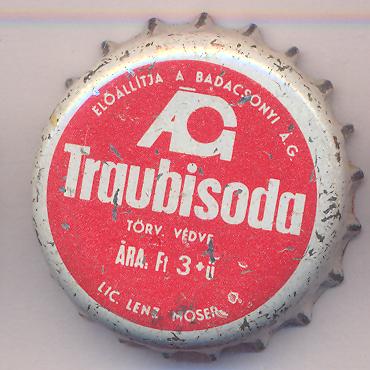 ELŐÁLLÍTJA A BADACSONYI Á.G.
ÁG
Traubisoda
TÖRV. VÉDVE
ÁRA: Ft 3+ü
LIC. LENZ MOSER